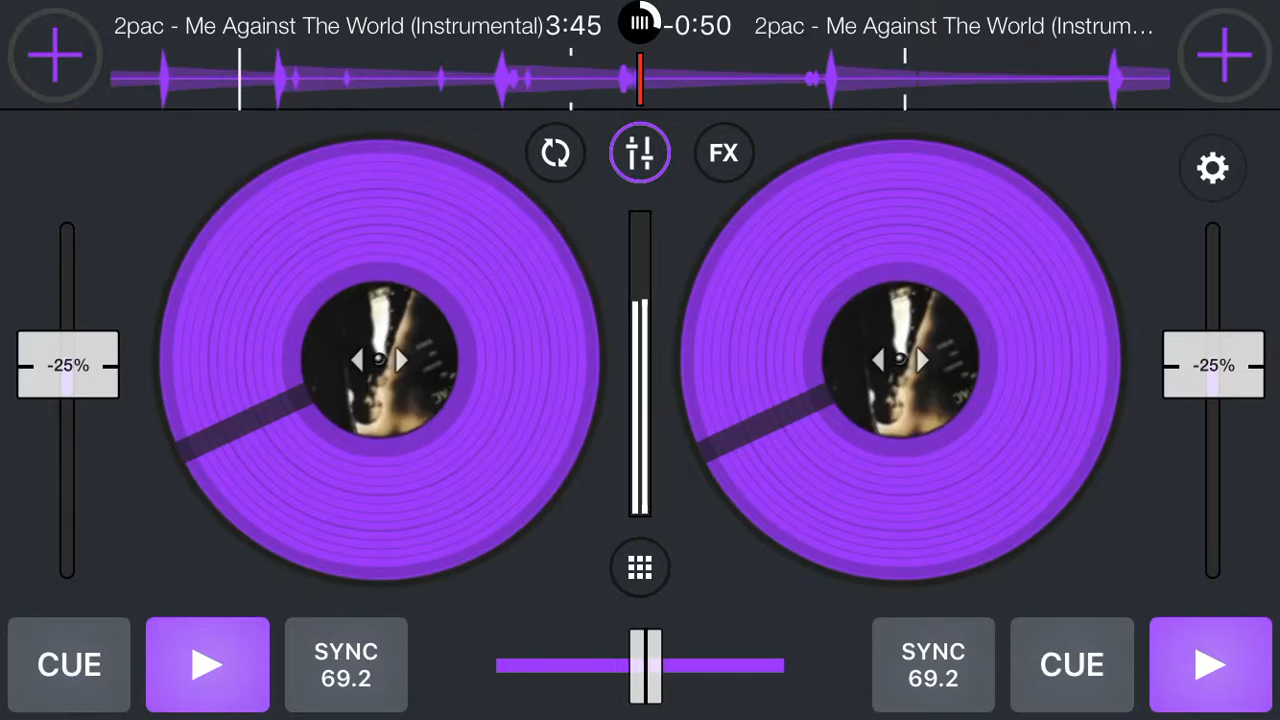 2pac - Me Against The World (Instrumental) 3:45
-0:50 2pac - Me Against The World (Instrum...
FX
-25%
-25%
CUE
SYNC
69.2
SYNC
69.2
CUE